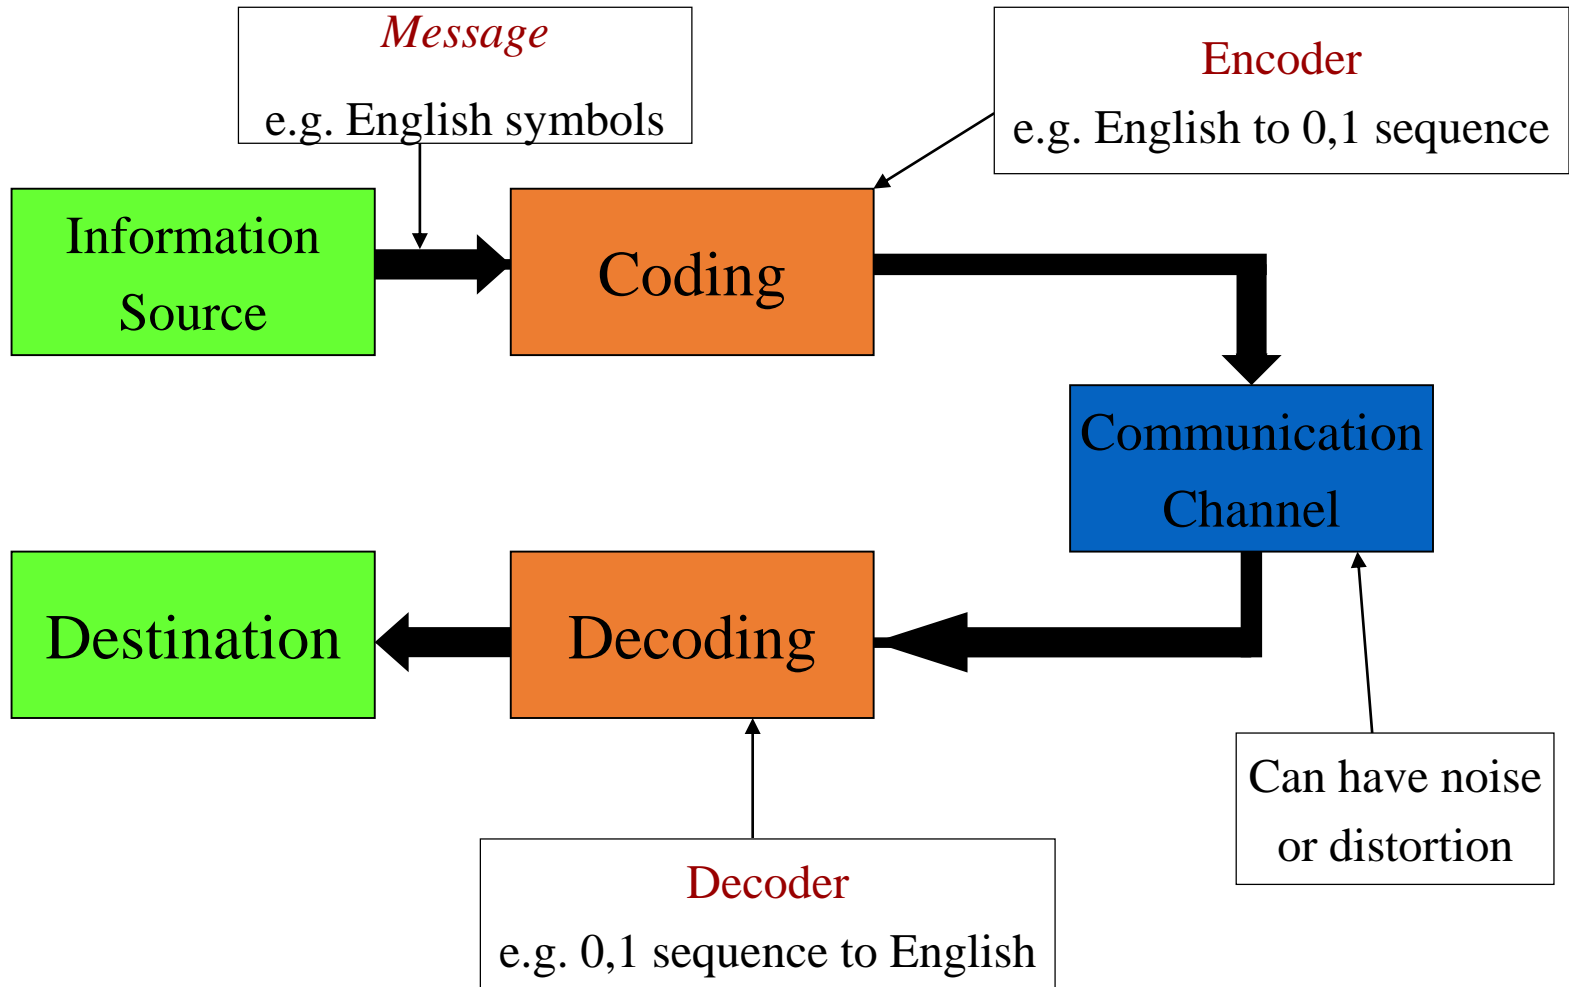 Message
e.g. English symbols
Encoder
e.g. English to 0,1 sequence
Information
Source
Coding
Communication
Channel
Destination
Decoding
Can have noise
or distortion
Decoder
e.g. 0,1 sequence to English